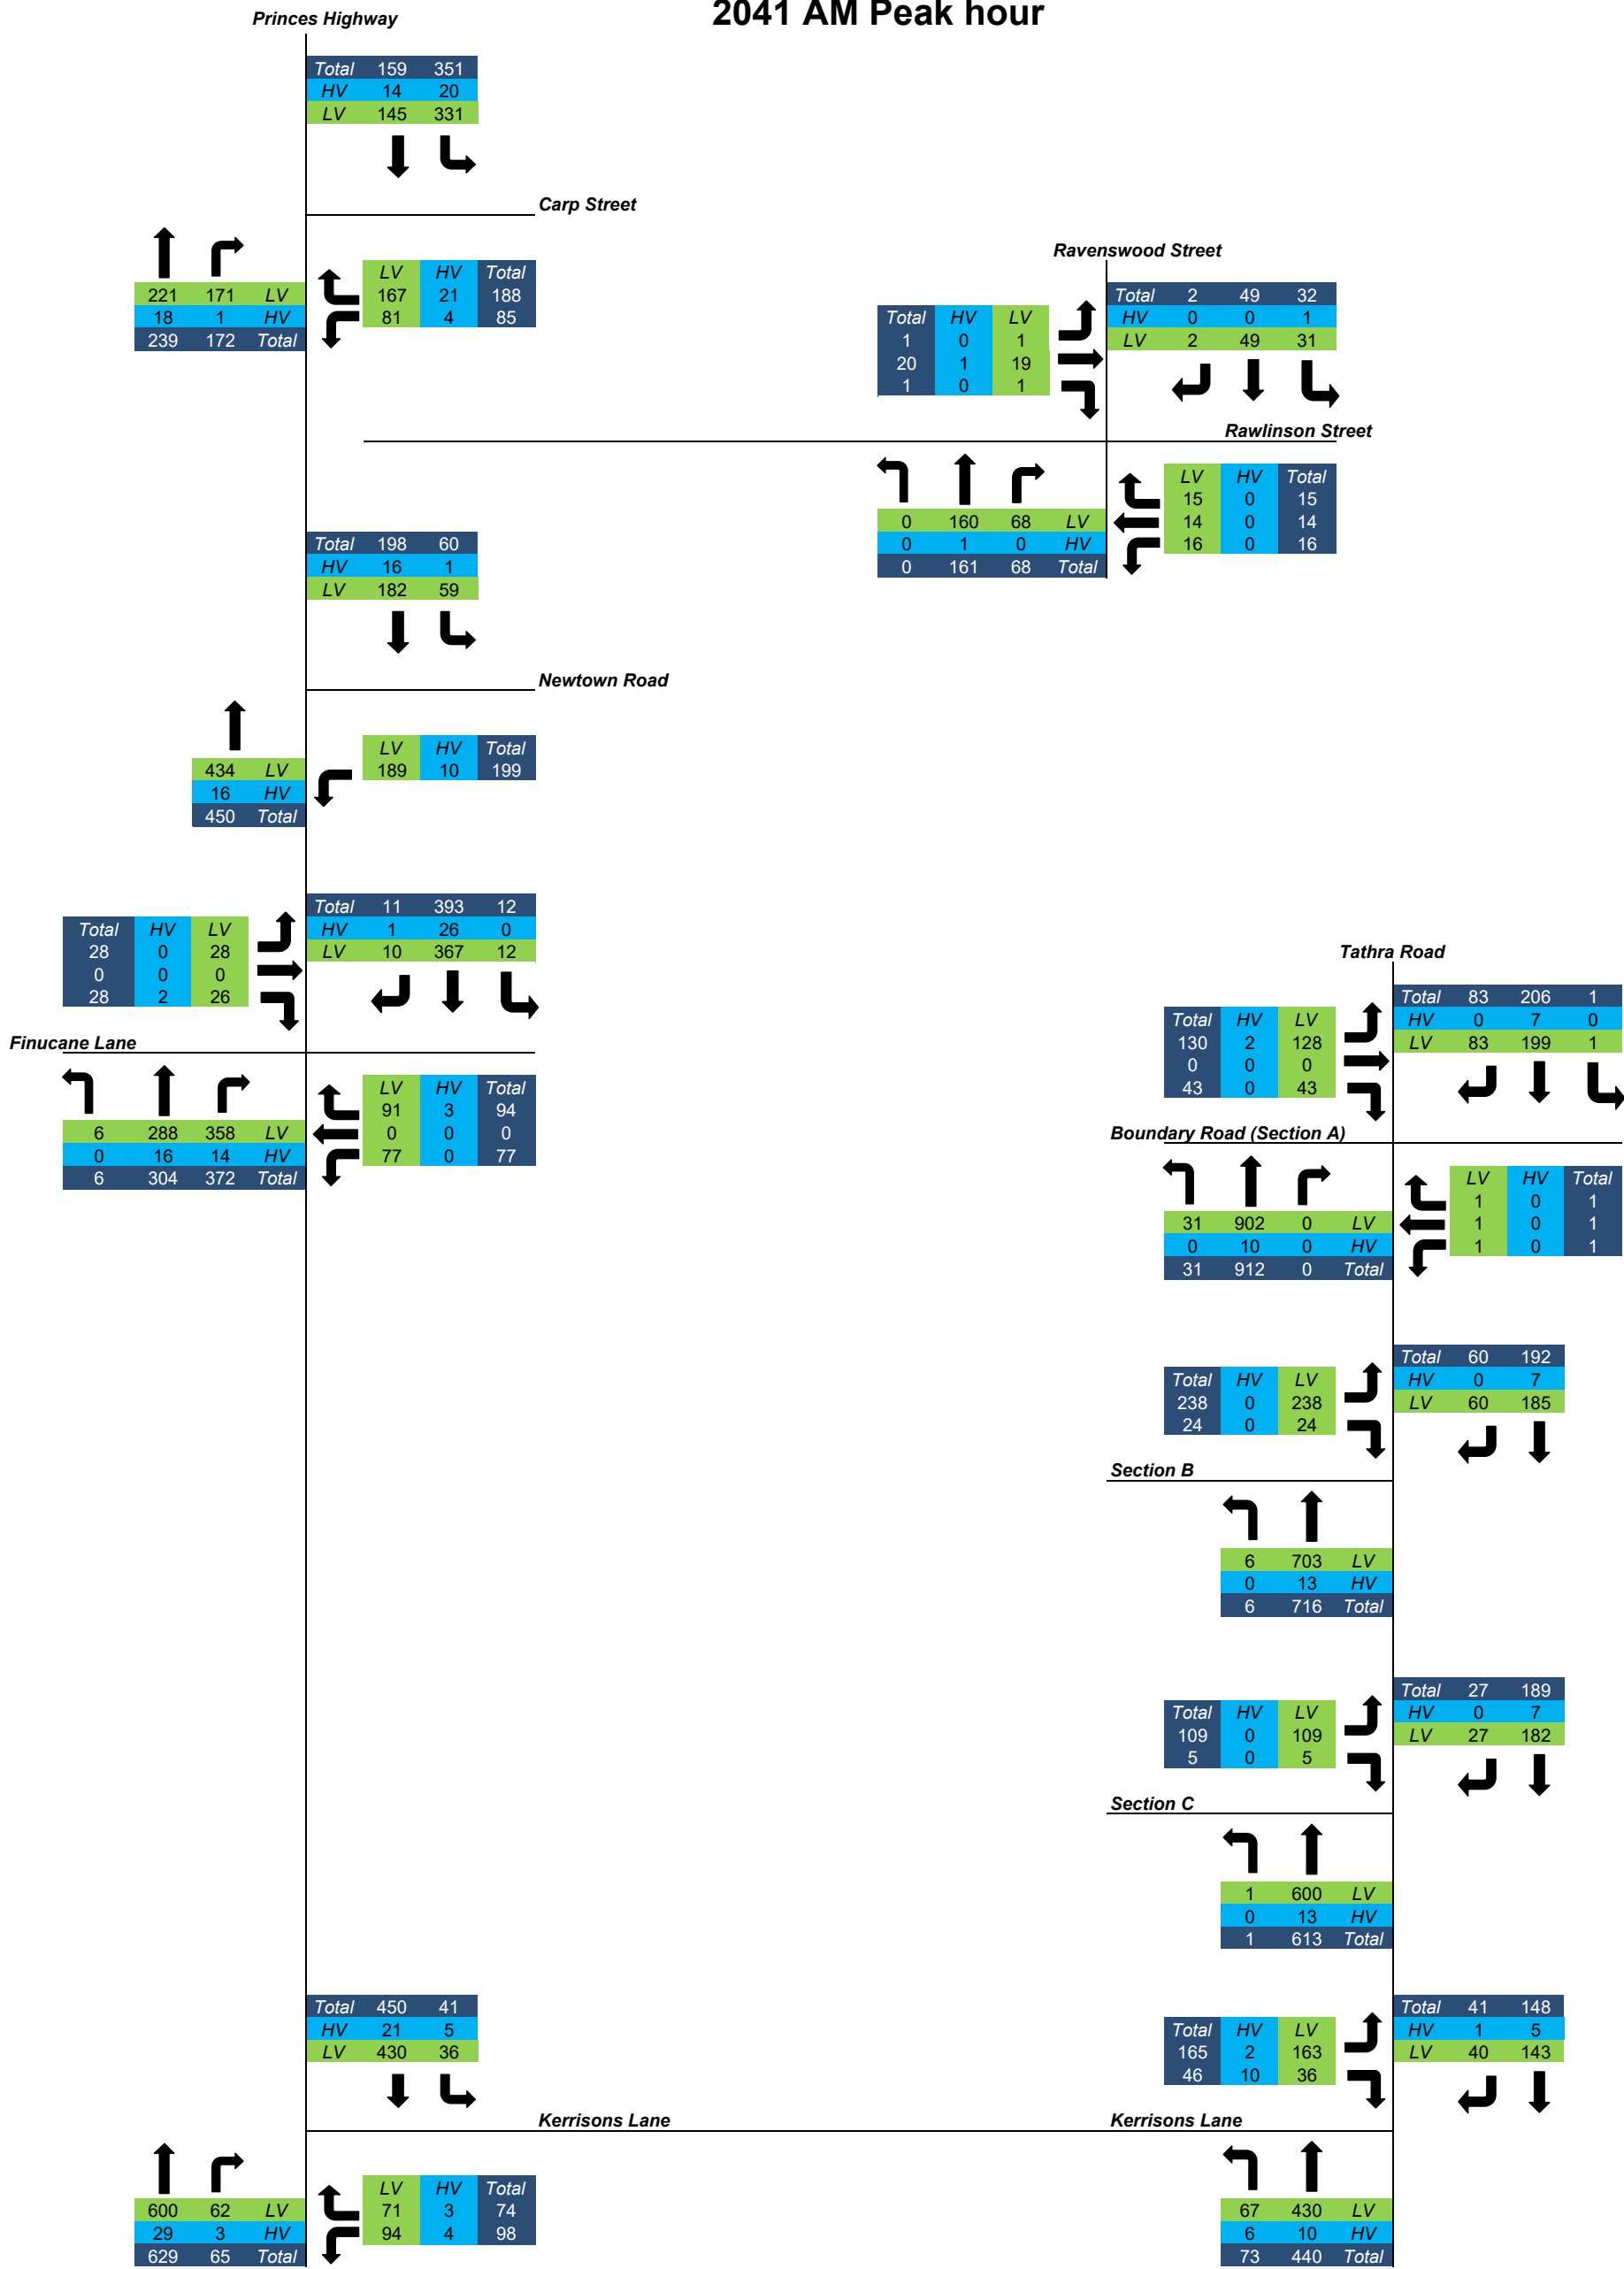 2041 AM Peak hour
Princes Highway
Total 159 351
HV 14 20
LV 145 331
Carp Street
221 171 LV
18 1 HV
239 172 Total
LV HV Total
167 21 188
81 4 85
Ravenswood Street
Total HV LV
1 0 1
20 1 19
1 0 1
Total 2 49 32
HV 0 0 1
LV 2 49 31
Rawlinson Street
0 160 68 LV
0 1 0 HV
0 161 68 Total
LV HV Total
15 0 15
14 0 14
16 0 16
Total 198 60
HV 16 1
LV 182 59
Newtown Road
434 LV
16 HV
450 Total
LV HV Total
189 10 199
Total HV LV
28 0 28
0 0 0
28 2 26
Total 11 393 12
HV 1 26 0
LV 10 367 12
Finucane Lane
6 288 358 LV
0 16 14 HV
6 304 372 Total
LV HV Total
91 3 94
0 0 0
77 0 77
Tathra Road
Total HV LV
130 2 128
0 0 0
43 0 43
Total 83 206 1
HV 0 7 0
LV 83 199 1
Boundary Road (Section A)
31 902 0 LV
0 10 0 HV
31 912 0 Total
LV HV Total
1 0 1
1 0 1
1 0 1
Total HV LV
238 0 238
24 0 24
Total 60 192
HV 0 7
LV 60 185
Section B
6 703 LV
0 13 HV
6 716 Total
Total HV LV
109 0 109
5 0 5
Total 27 189
HV 0 7
LV 27 182
Section C
1 600 LV
0 13 HV
1 613 Total
Total 450 41
HV 21 5
LV 430 36
Kerrisons Lane
600 62 LV
29 3 HV
629 65 Total
LV HV Total
71 3 74
94 4 98
Total HV LV
165 2 163
46 10 36
Total 41 148
HV 1 5
LV 40 143
Kerrisons Lane
67 430 LV
6 10 HV
73 440 Total